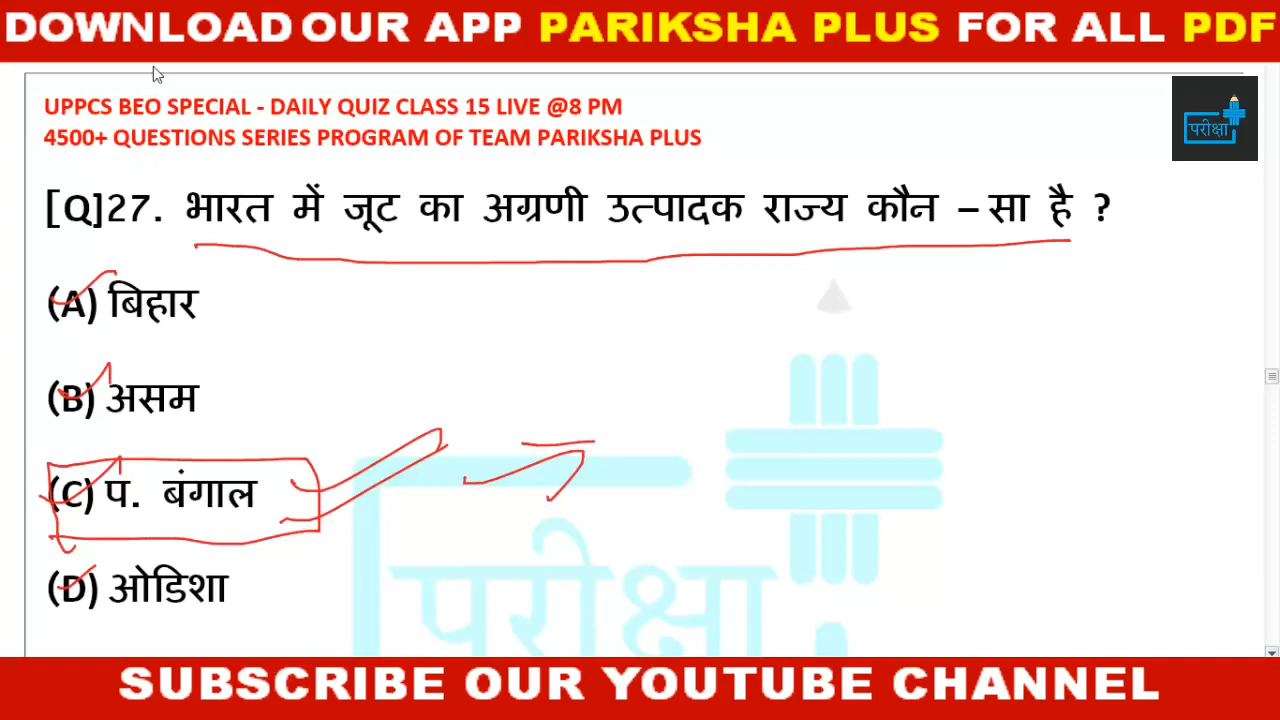 DOWNLOAD OUR APP PARIKSHA PLUS FOR ALL PDF
UPPCS BEO SPECIAL - DAILY QUIZ CLASS 15 LIVE @8 PM
4500+ QUESTIONS SERIES PROGRAM OF TEAM PARIKSHA PLUS
परीक्षा
[Q]27. भारत में जूट का अग्रणी उत्पादक राज्य कौन – सा है ?
(A) बिहार
(B) असम
(C) प. बंगाल
(D) ओडिशा
परीक्षा
SUBSCRIBE OUR YOUTUBE CHANNEL